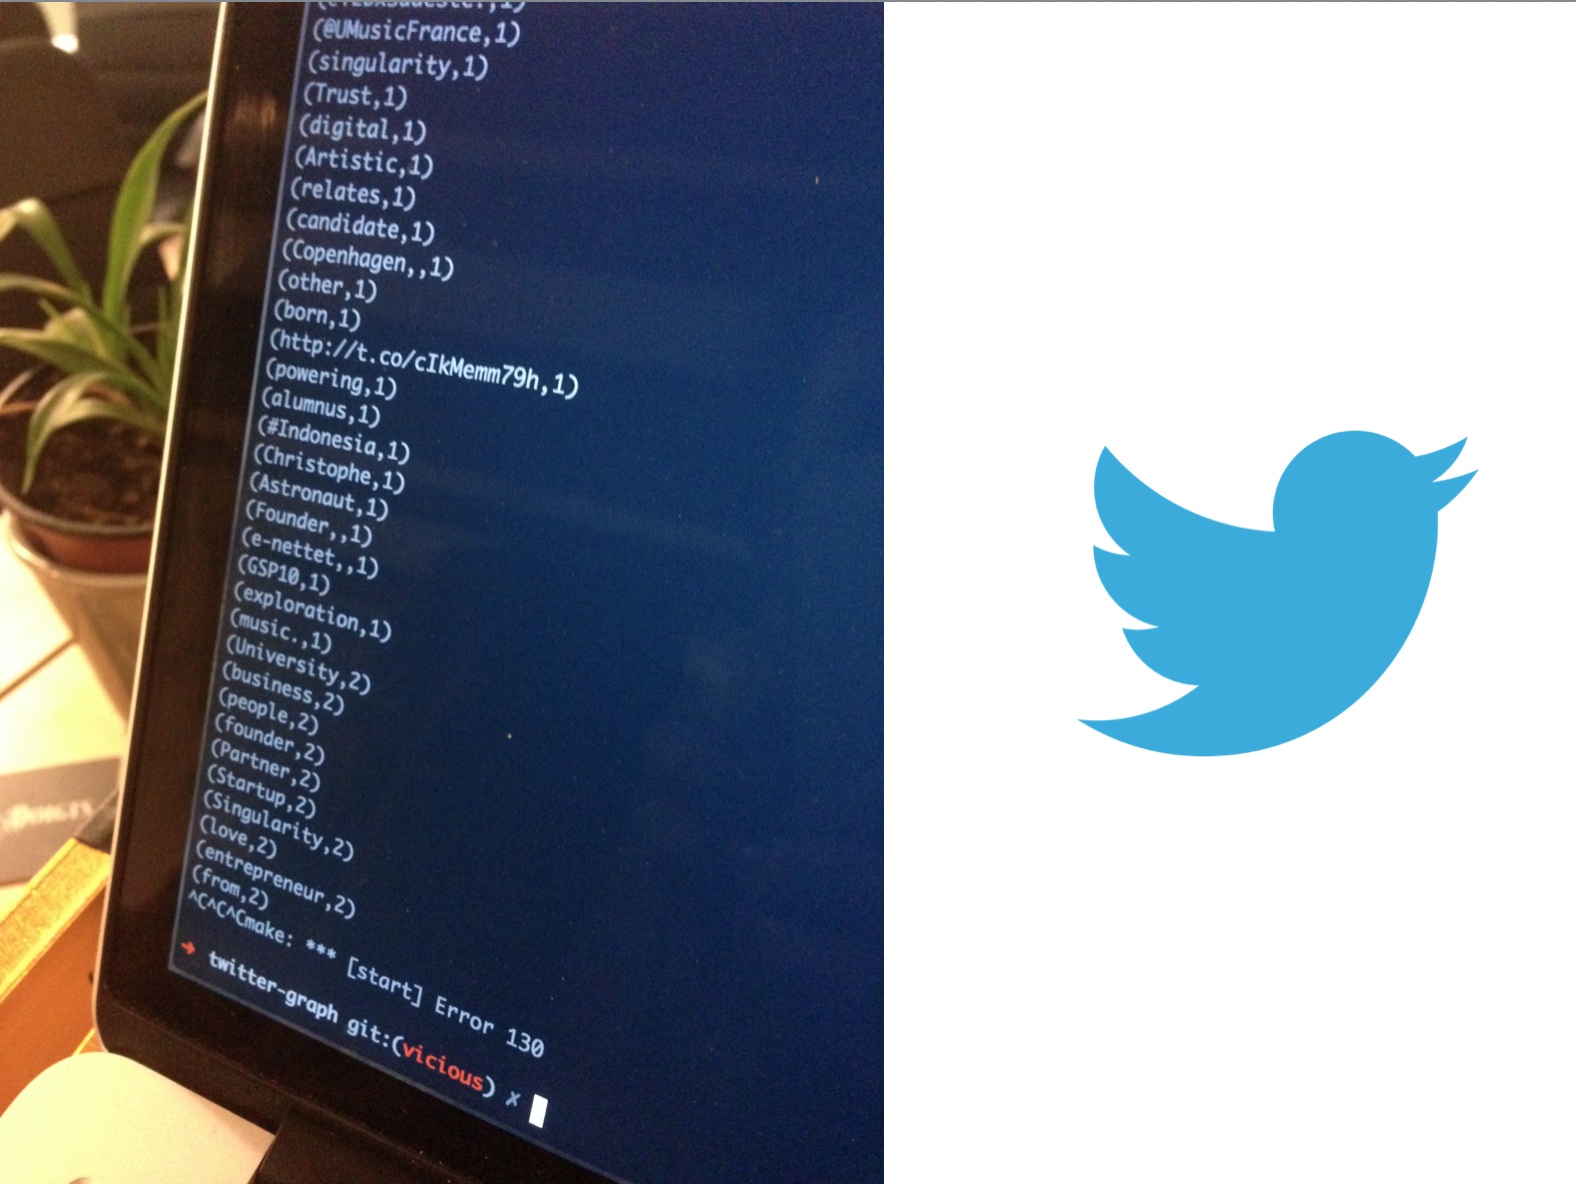 (@UMusicFrance,1)
(singularity,1)
(Trust,1)
(digital,1)
(Artistic,1)
(relates,1)
(candidate,1)
(Copenhagen,,1)
(other,1)
(born,1)
(http://t.co/cIkMemm79h,1)
(powering,1)
(alumnus,1)
(#Indonesia,1)
(Christophe,1)
(Astronaut,1)
(Founder,,1)
(e-nettet,,1)
(GSP10,1)
(exploration,1)
(music.,1)
(University,2)
(business,2)
(people,2)
(founder,2)
(Partner,2)
(Startup,2)
(Singularity,2)
(love,2)
(entrepreneur,2)
(from,2)
^C^C^Cmake: *** [start] Error 130
➜ twitter-graph git:(vicious) ✗